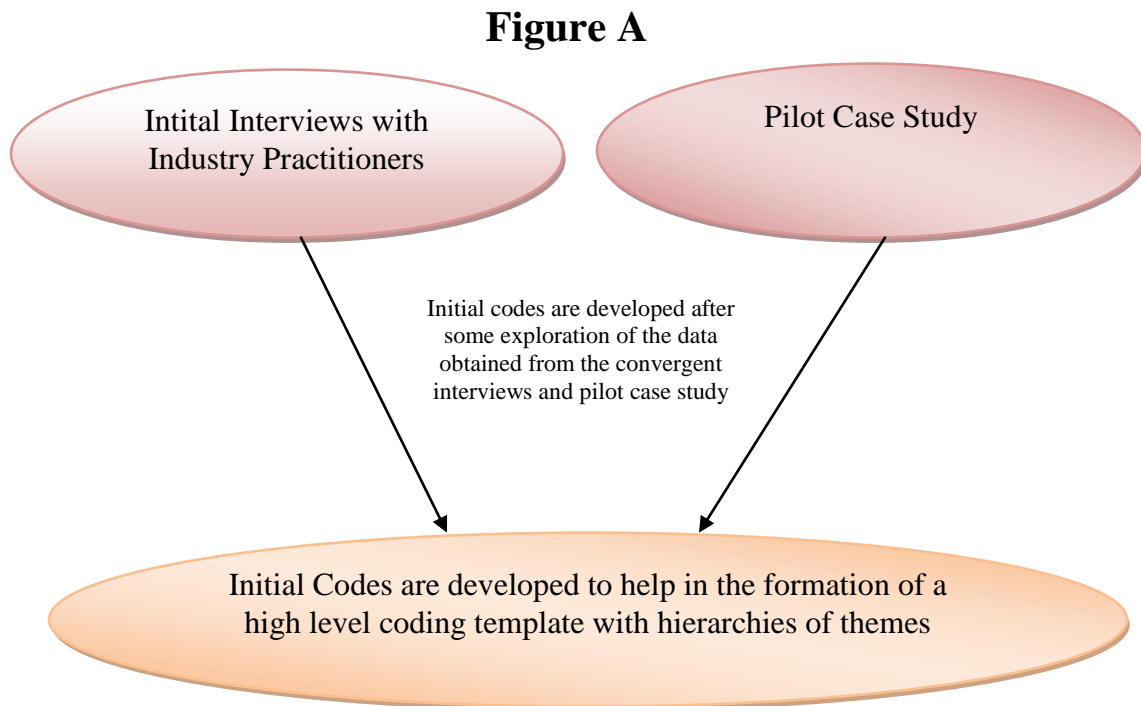 Figure A
Intital Interviews with
Industry Practitioners
Pilot Case Study
Initial codes are developed after
some exploration of the data
obtained from the convergent
interviews and pilot case study
Initial Codes are developed to help in the formation of a
high level coding template with hierarchies of themes